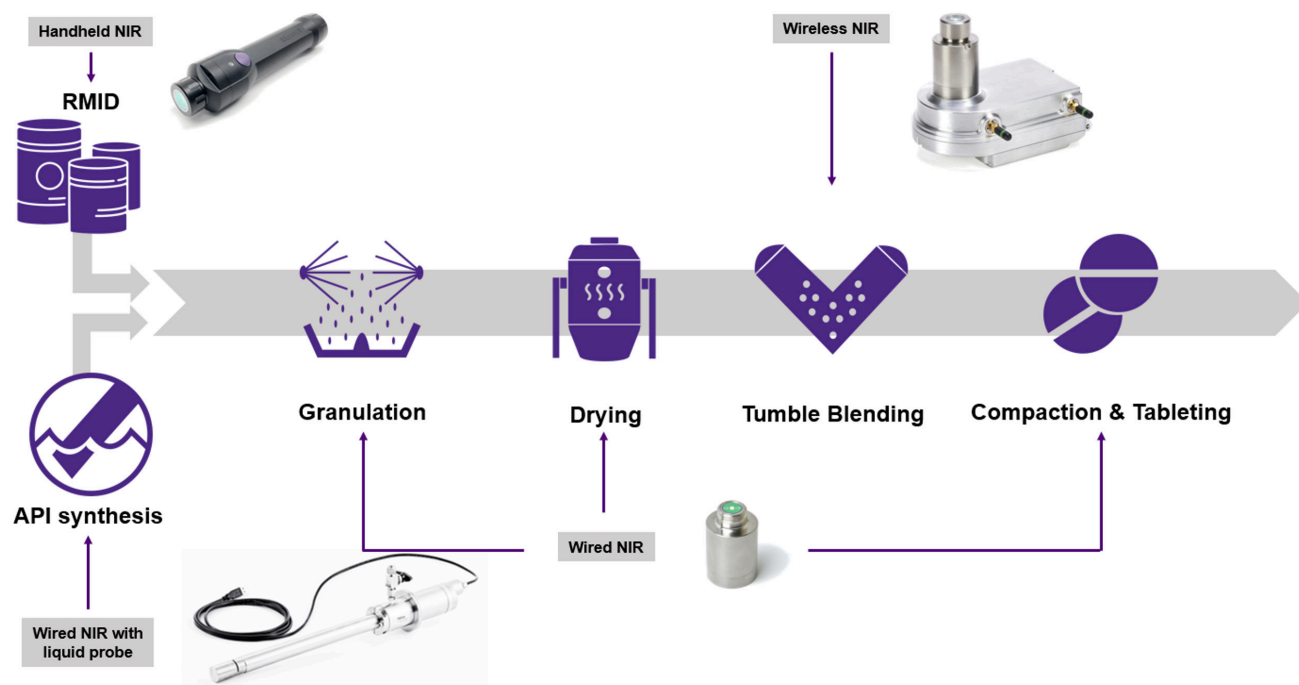 Handheld NIR
Wireless NIR
RMID
Granulation
Drying
Tumble Blending
Compaction & Tableting
API synthesis
Wired NIR
Wired NIR with
liquid probe